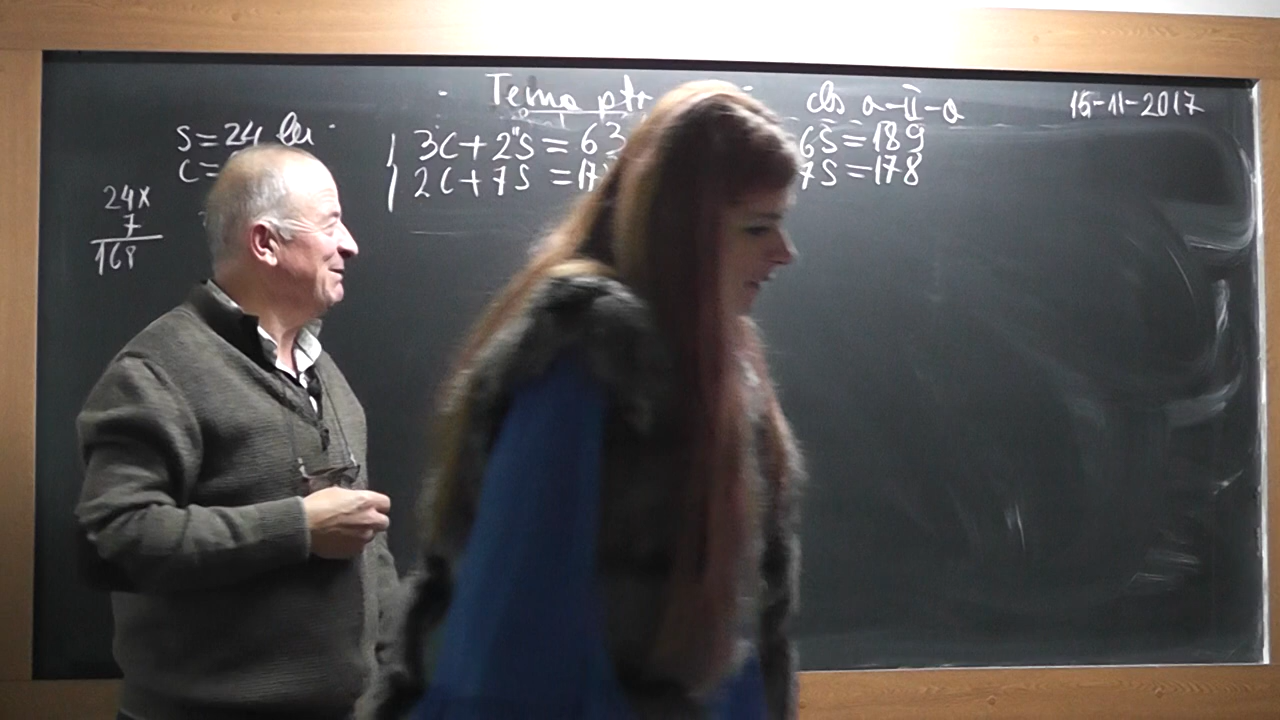 Tema ptr cls a-II-a 15-11-2017
S=24 lei
3C+2S=63 6S=189
C=
2C+7S=17 7S=178
24x
7
168